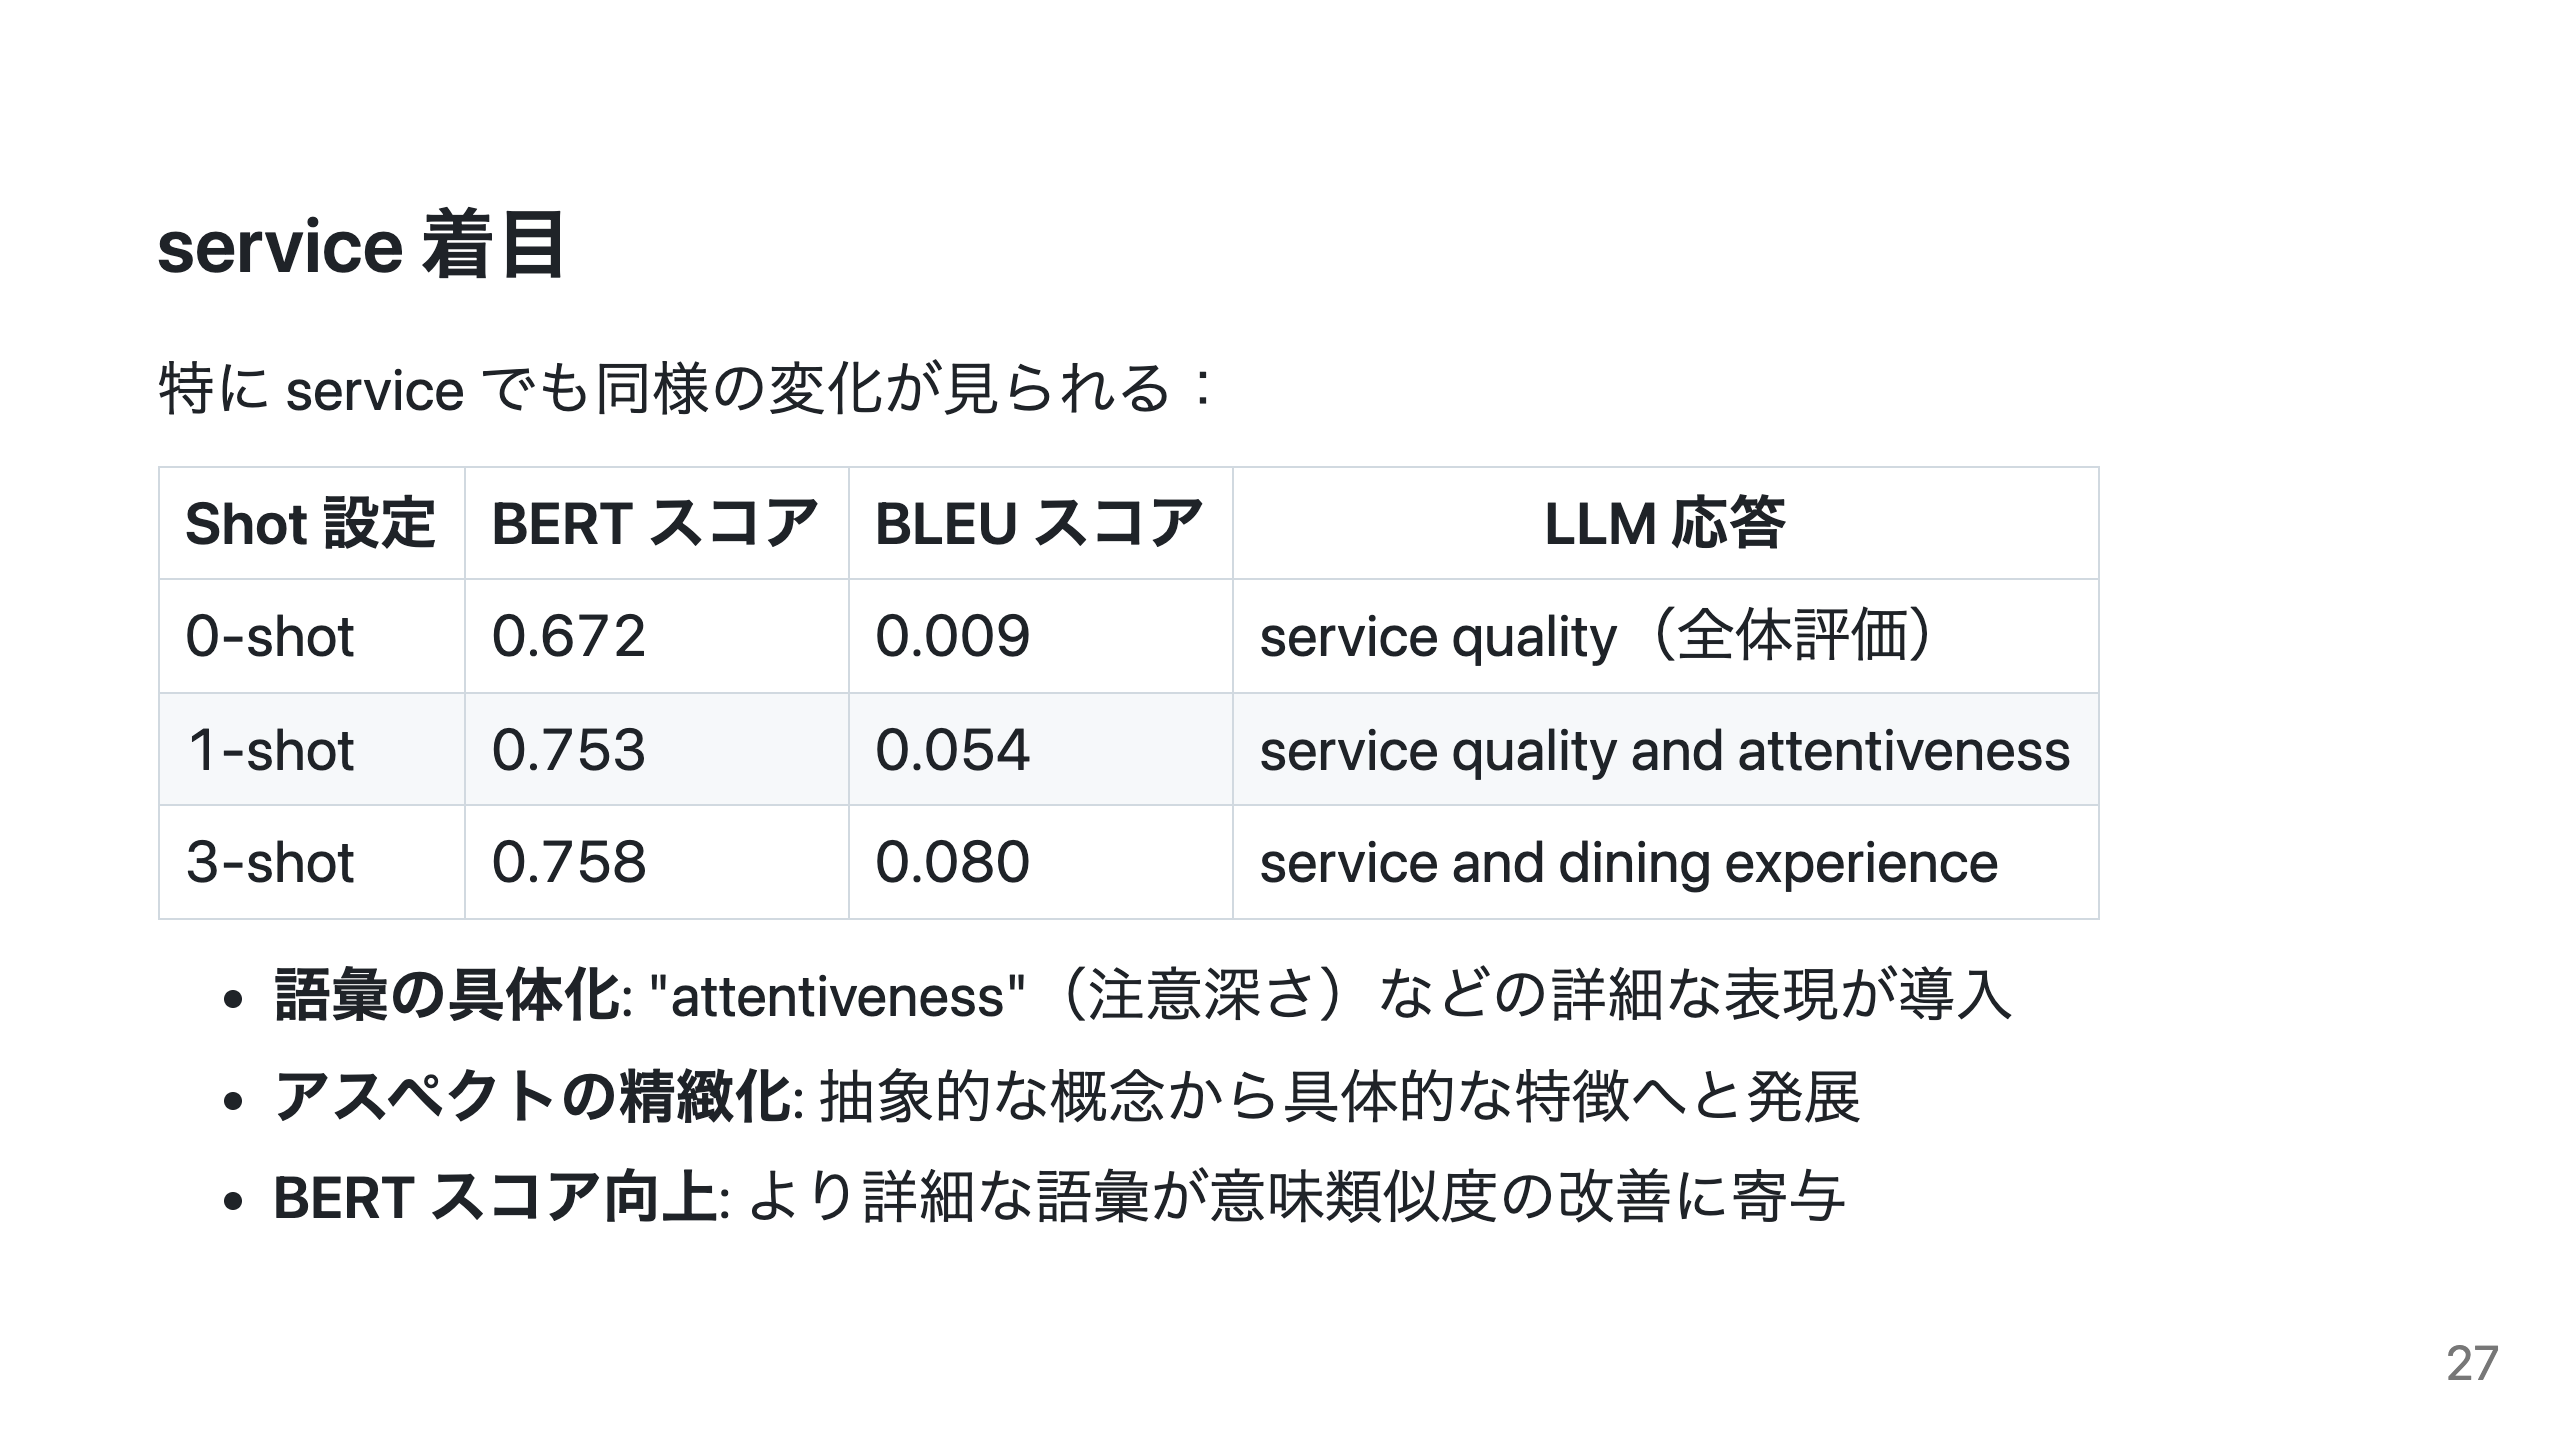 service 着目
特に service でも同様の変化が見られる：
Shot 設定 BERT スコア BLEU スコア LLM 応答
0-shot 0.672 0.009 service quality（全体評価）
1-shot 0.753 0.054 service quality and attentiveness
3-shot 0.758 0.080 service and dining experience
• 語彙の具体化: "attentiveness"（注意深さ）などの詳細な表現が導入
• アスペクトの精緻化: 抽象的な概念から具体的な特徴へと発展
• BERT スコア向上: より詳細な語彙が意味類似度の改善に寄与
27